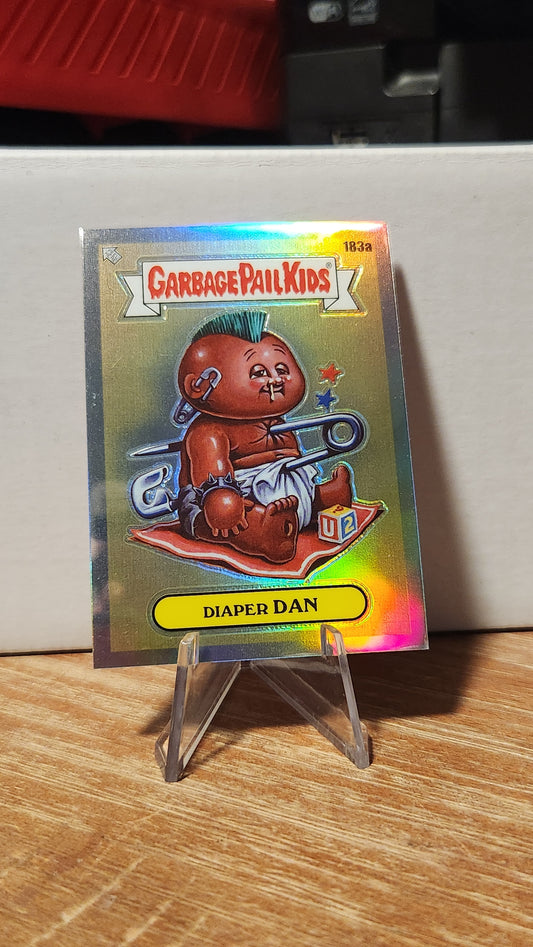 183a
GARBAGE PAIL KIDS®
U 2
DIAPER DAN